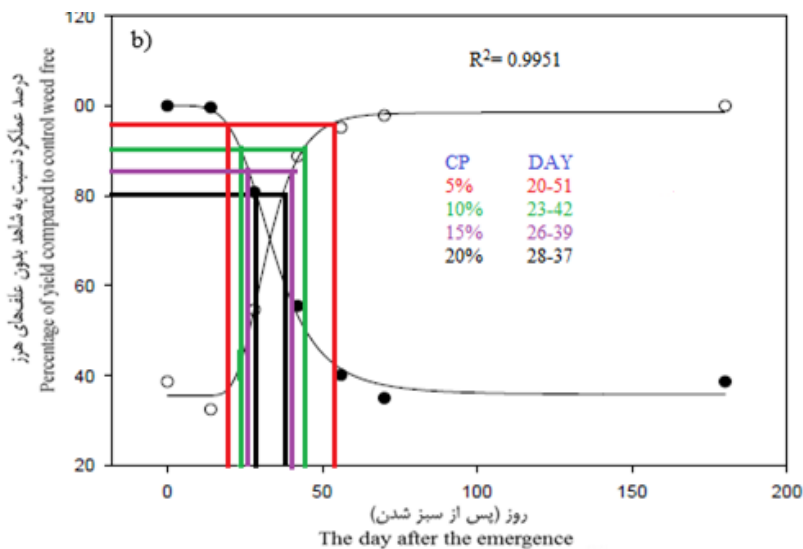 درصد عملکرد نسبت به شاهد بدون علف‌های هرز
Percentage of yield compared to control weed free
b)
R²= 0.9951
120
00
80
60
40
20
CP DAY
5% 20-51
10% 23-42
15% 26-39
20% 28-37
0 50 100 150 200
روز (پس از سبز شدن)
The day after the emergence